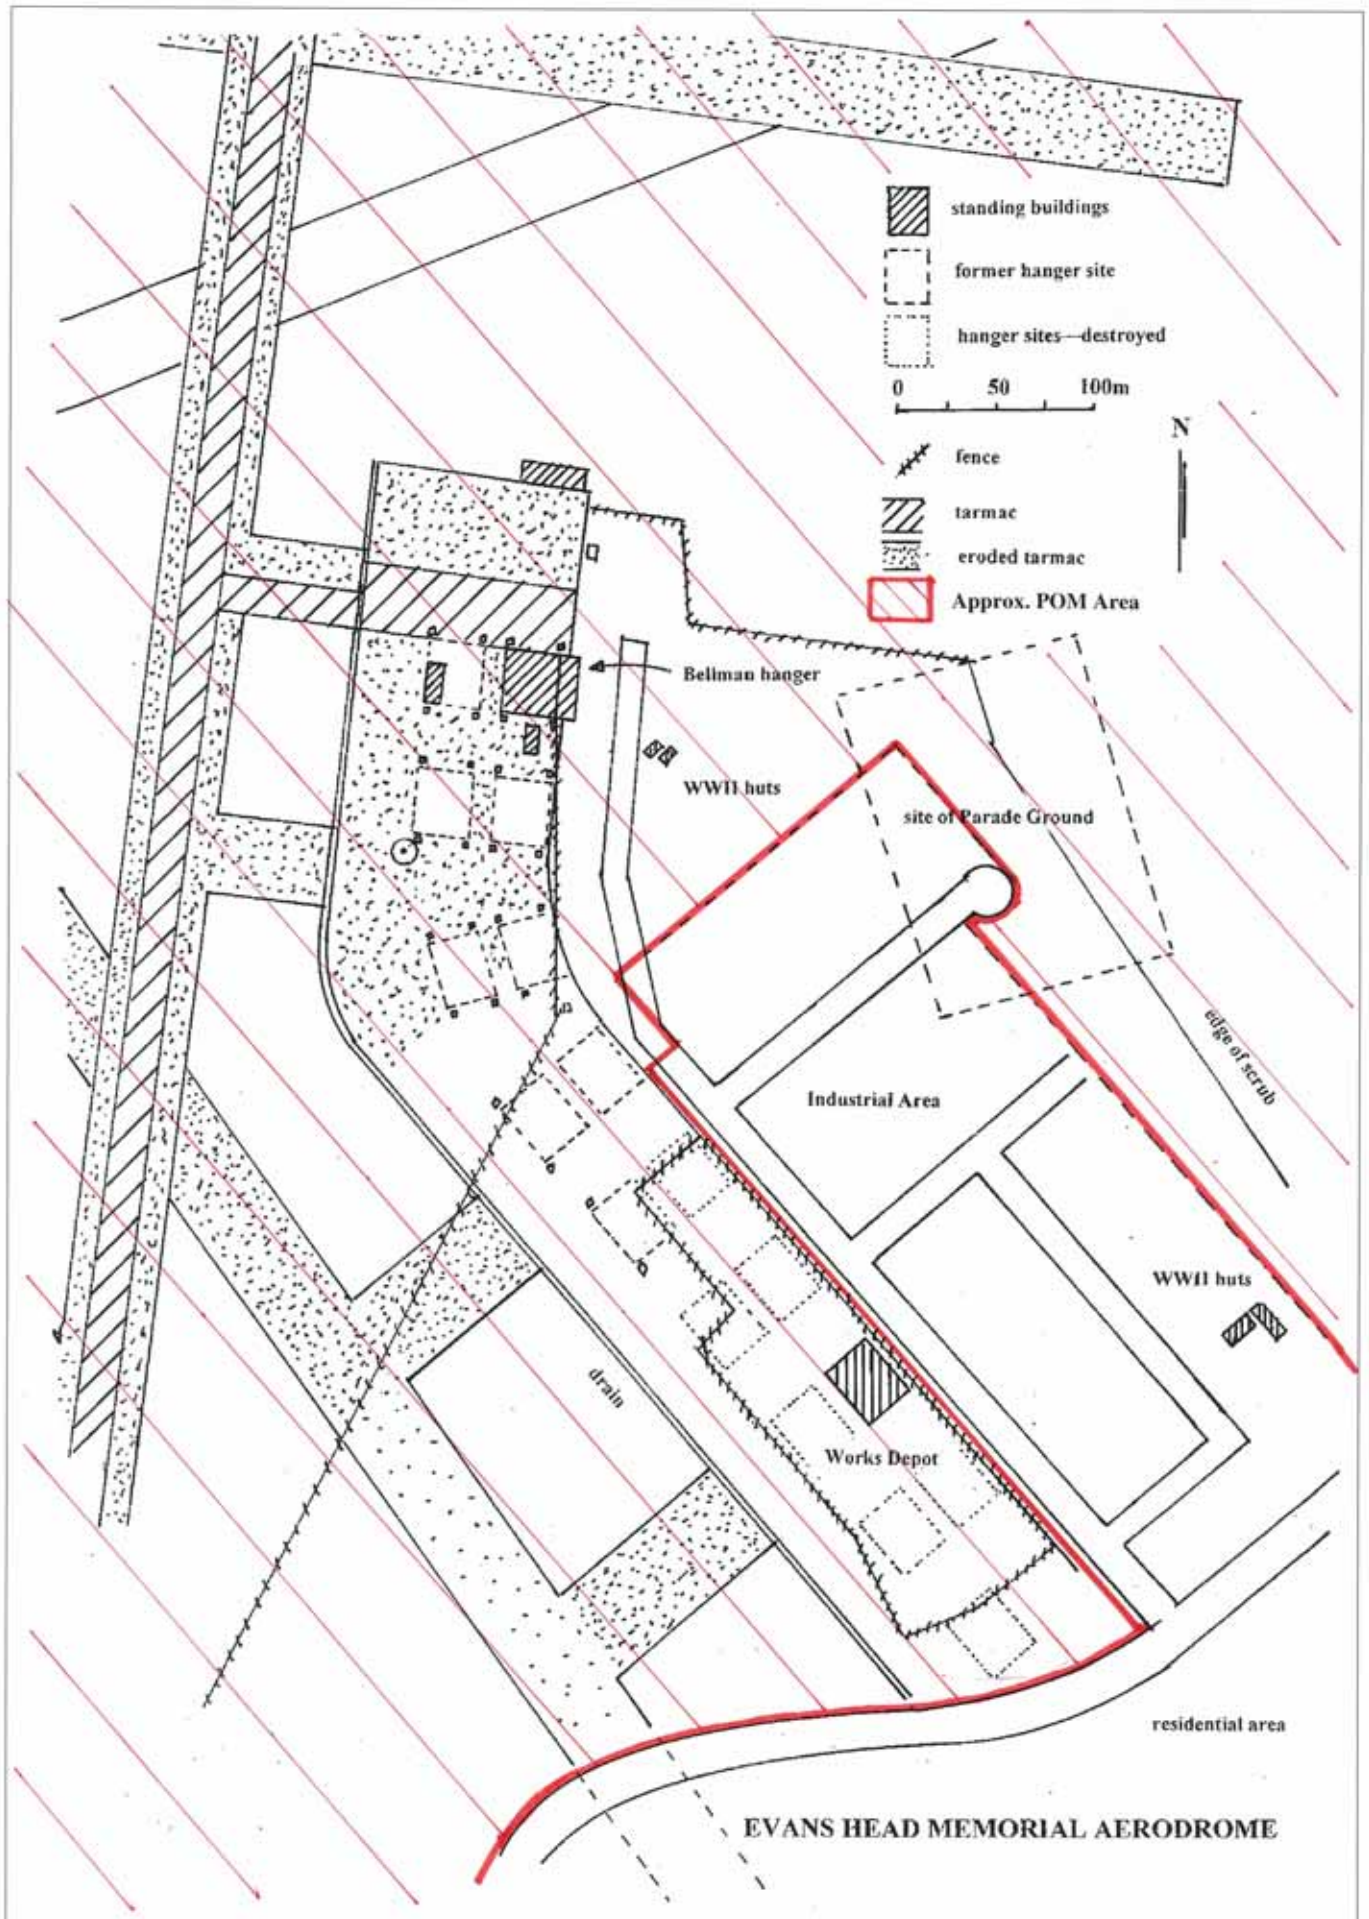 standing buildings
former hanger site
hanger sites—destroyed
0 50 100m
N
fence
tarmac
eroded tarmac
Approx. POM Area
Bellman hanger
WWII huts
site of Parade Ground
edge of scrub
Industrial Area
WWII huts
drain
Works Depot
residential area
EVANS HEAD MEMORIAL AERODROME